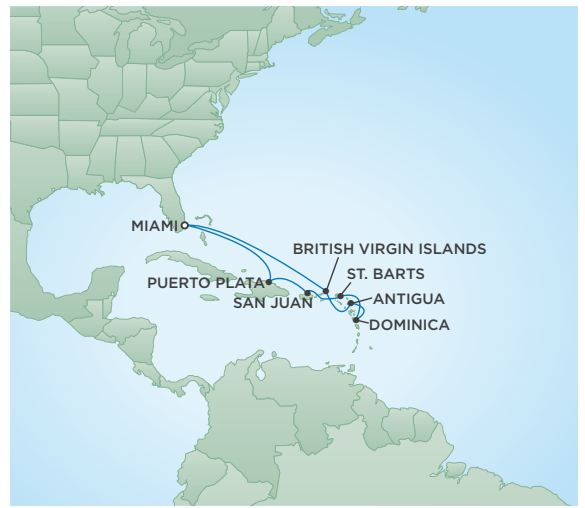 MIAMI
BRITISH VIRGIN ISLANDS
ST. BARTS
PUERTO PLATA
SAN JUAN
ANTIGUA
DOMINICA